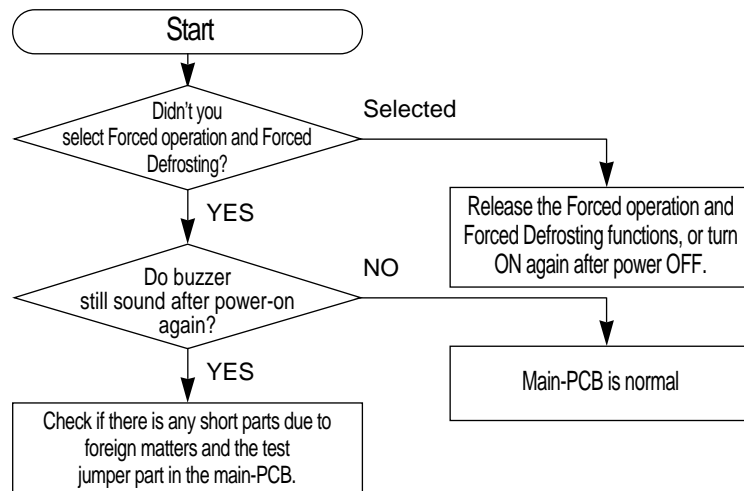 Start
Didn't you
select Forced operation and Forced
Defrosting?
Selected
YES
Release the Forced operation and
Forced Defrosting functions, or turn
ON again after power OFF.
Do buzzer
still sound after power-on
again?
NO
YES
Main-PCB is normal
Check if there is any short parts due to
foreign matters and the test
jumper part in the main-PCB.